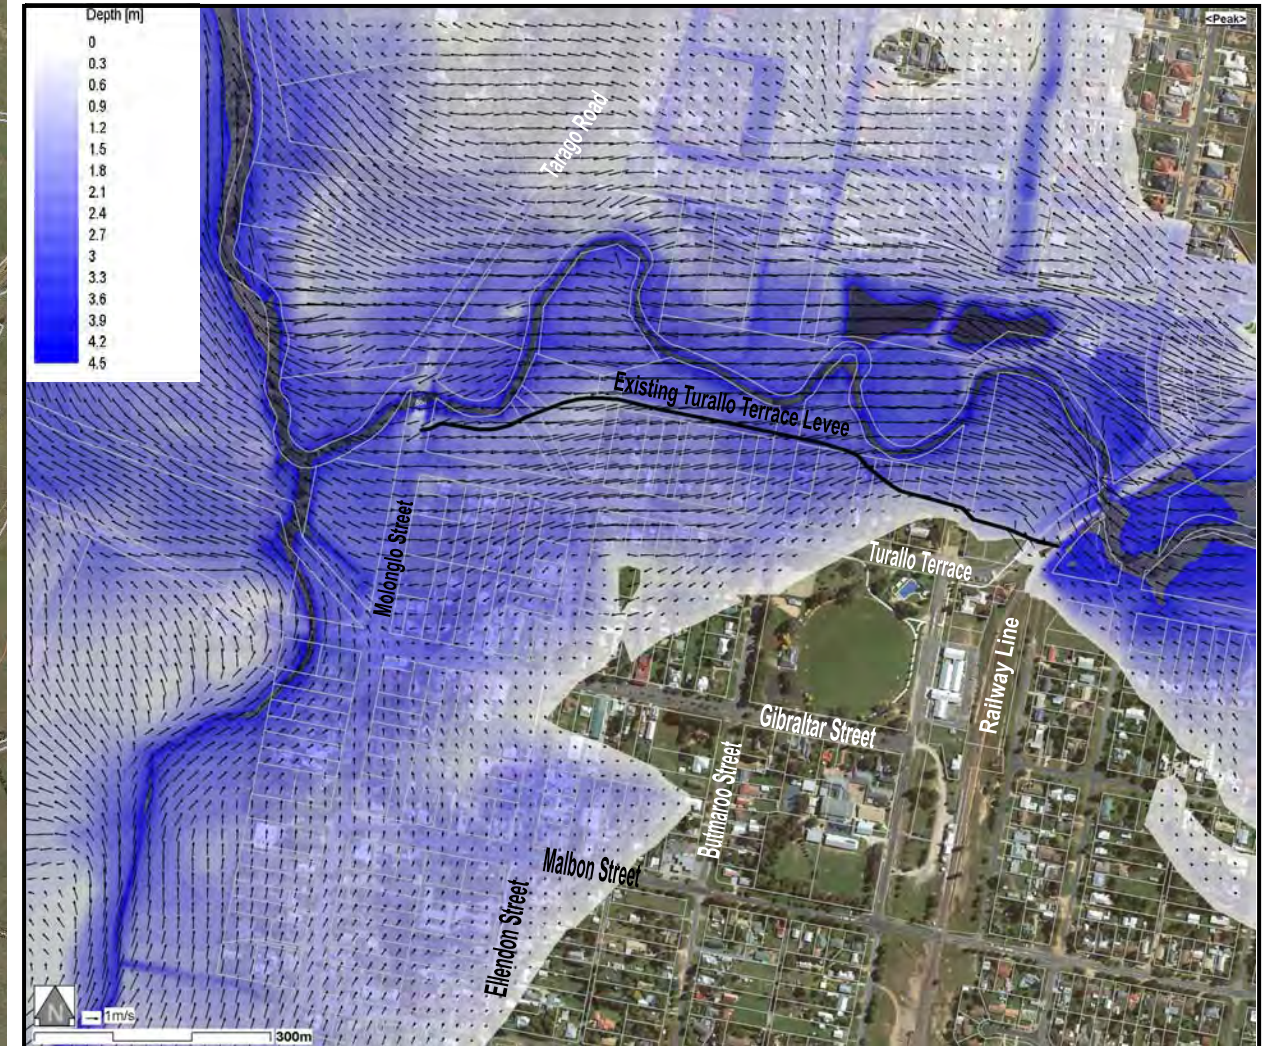 Depth [m]
<Peak>
0
0.3
0.6
0.9
1.2
1.5
1.8
2.1
2.4
2.7
3
3.3
3.6
3.9
4.2
4.5
Tarago Road
Existing Turallo Terrace Levee
Molonglo Street
Turallo Terrace
Railway Line
Gibraltar Street
Butmaroo Street
Malbon Street
Ellendon Street
N
1m/s
300m